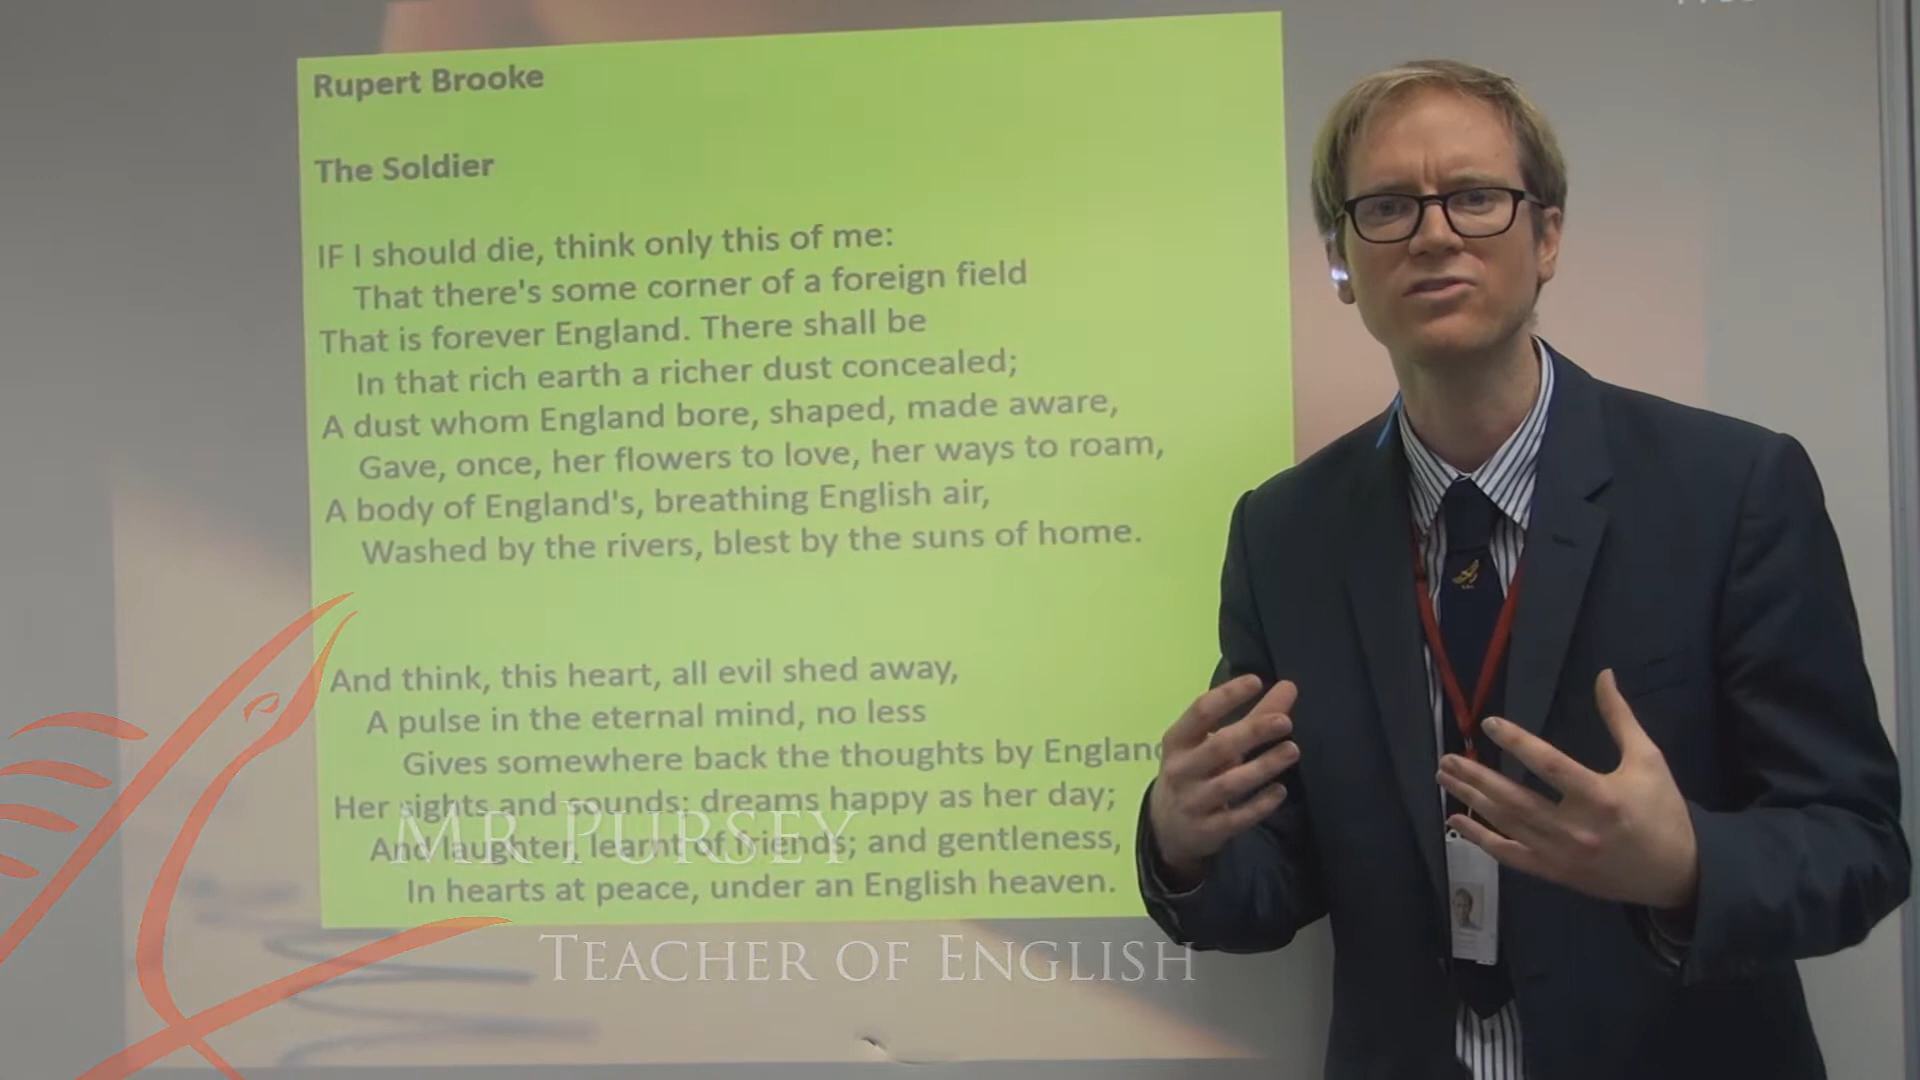 Rupert Brooke
The Soldier
IF I should die, think only this of me:
That there's some corner of a foreign field
That is forever England. There shall be
In that rich earth a richer dust concealed;
A dust whom England bore, shaped, made aware,
Gave, once, her flowers to love, her ways to roam,
A body of England's, breathing English air,
Washed by the rivers, blest by the suns of home.
And think, this heart, all evil shed away,
A pulse in the eternal mind, no less
Gives somewhere back the thoughts by England
Her sights and sounds; dreams happy as her day;
And laughter, learnt of friends; and gentleness,
In hearts at peace, under an English heaven.
Mr Pursey
Teacher of English